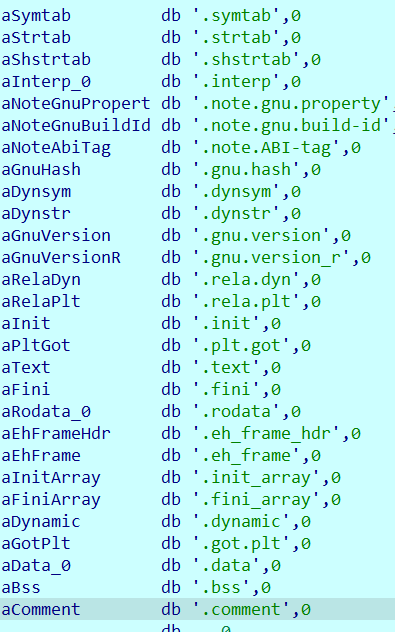 aSymtab db '.symtab',0
aStrtab db '.strtab',0
aShstrtab db '.shstrtab',0
aInterp_0 db '.interp',0
aNoteGnuPropert db '.note.gnu.property',
aNoteGnuBuildId db '.note.gnu.build-id',
aNoteAbiTag db '.note.ABI-tag',0
aGnuHash db '.gnu.hash',0
aDynsym db '.dynsym',0
aDynstr db '.dynstr',0
aGnuVersion db '.gnu.version',0
aGnuVersionR db '.gnu.version_r',0
aRelaDyn db '.rela.dyn',0
aRelaPlt db '.rela.plt',0
aInit db '.init',0
aPltGot db '.plt.got',0
aText db '.text',0
aFini db '.fini',0
aRodata_0 db '.rodata',0
aEhFrameHdr db '.eh_frame_hdr',0
aEhFrame db '.eh_frame',0
aInitArray db '.init_array',0
aFiniArray db '.fini_array',0
aDynamic db '.dynamic',0
aGotPlt db '.got.plt',0
aData_0 db '.data',0
aBss db '.bss',0
aComment db '.comment',0
db 0